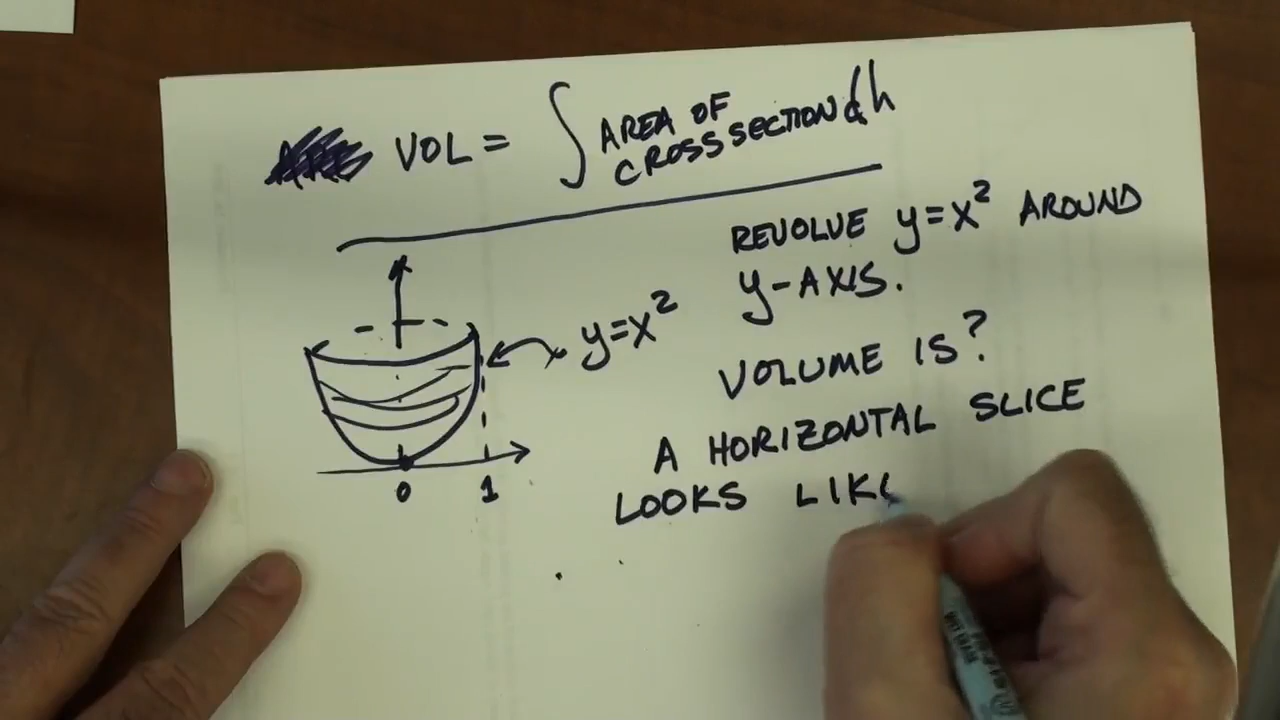 VOL = ∫ AREA OF
CROSS SECTION dh
REVOLVE y=x² AROUND
y-AXIS.
y=x²
VOLUME IS?
A HORIZONTAL SLICE
LOOKS LIK
0 1